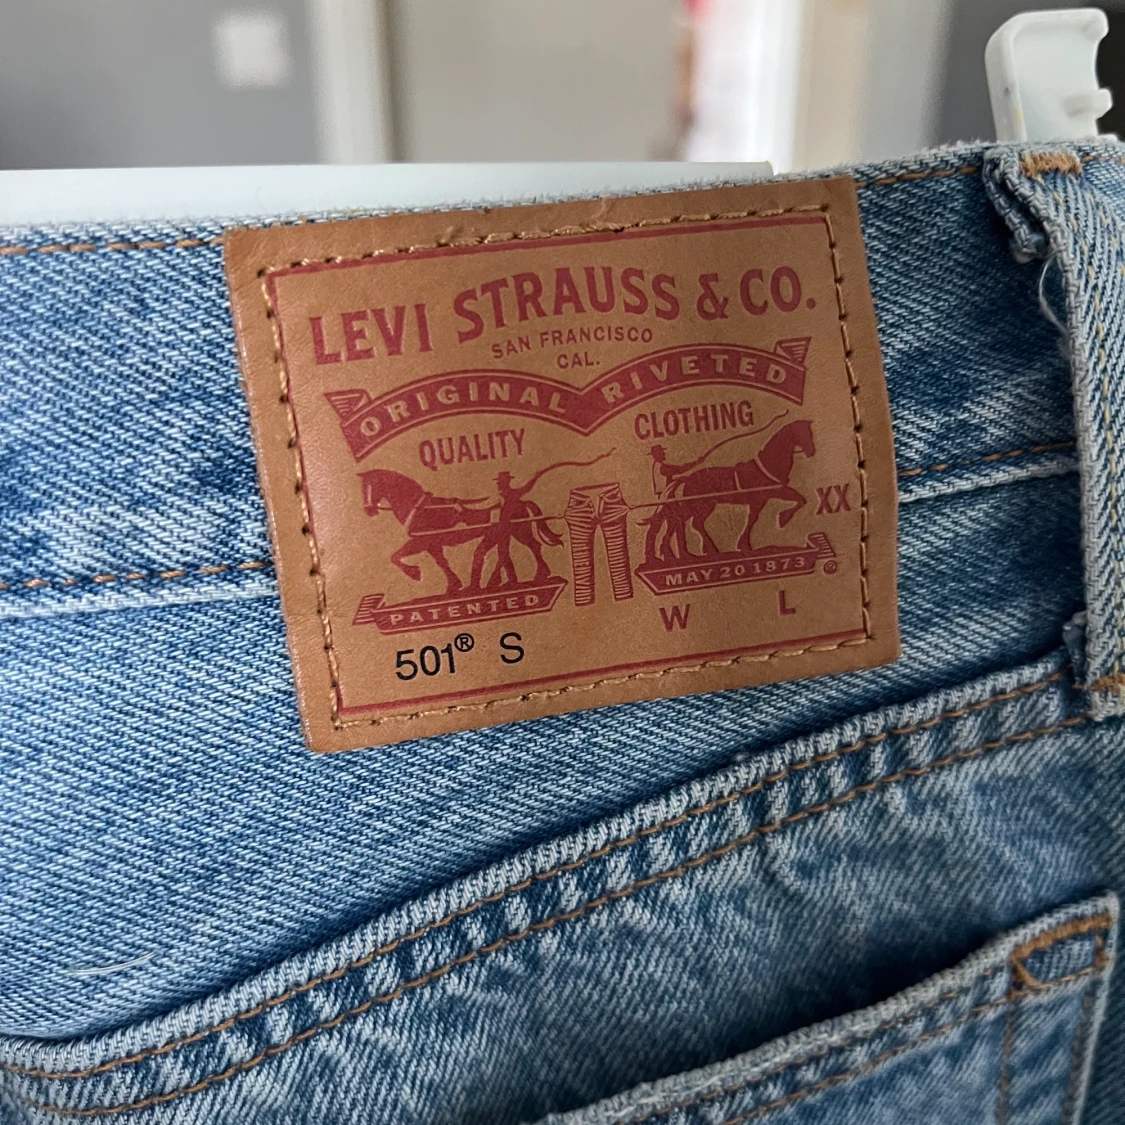 LEVI STRAUSS & CO.
SAN FRANCISCO
CAL.
ORIGINAL RIVETED
QUALITY CLOTHING
XX
PATENTED MAY 20 1873 ®
W L
501® S